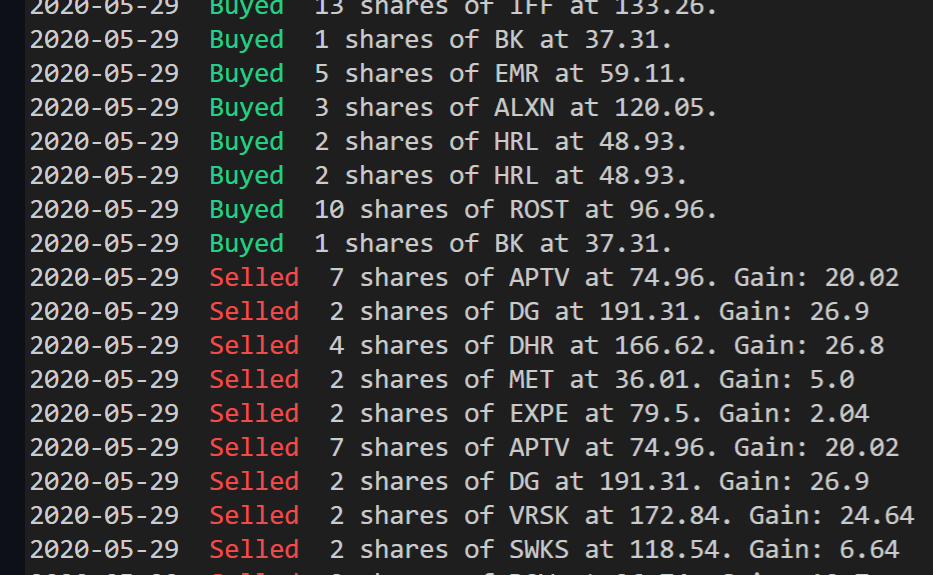 2020-05-29 Buyed 13 shares of IFF at 133.26.
2020-05-29 Buyed 1 shares of BK at 37.31.
2020-05-29 Buyed 5 shares of EMR at 59.11.
2020-05-29 Buyed 3 shares of ALXN at 120.05.
2020-05-29 Buyed 2 shares of HRL at 48.93.
2020-05-29 Buyed 2 shares of HRL at 48.93.
2020-05-29 Buyed 10 shares of ROST at 96.96.
2020-05-29 Buyed 1 shares of BK at 37.31.
2020-05-29 Selled 7 shares of APTV at 74.96. Gain: 20.02
2020-05-29 Selled 2 shares of DG at 191.31. Gain: 26.9
2020-05-29 Selled 4 shares of DHR at 166.62. Gain: 26.8
2020-05-29 Selled 2 shares of MET at 36.01. Gain: 5.0
2020-05-29 Selled 2 shares of EXPE at 79.5. Gain: 2.04
2020-05-29 Selled 7 shares of APTV at 74.96. Gain: 20.02
2020-05-29 Selled 2 shares of DG at 191.31. Gain: 26.9
2020-05-29 Selled 2 shares of VRSK at 172.84. Gain: 24.64
2020-05-29 Selled 2 shares of SWKS at 118.54. Gain: 6.64